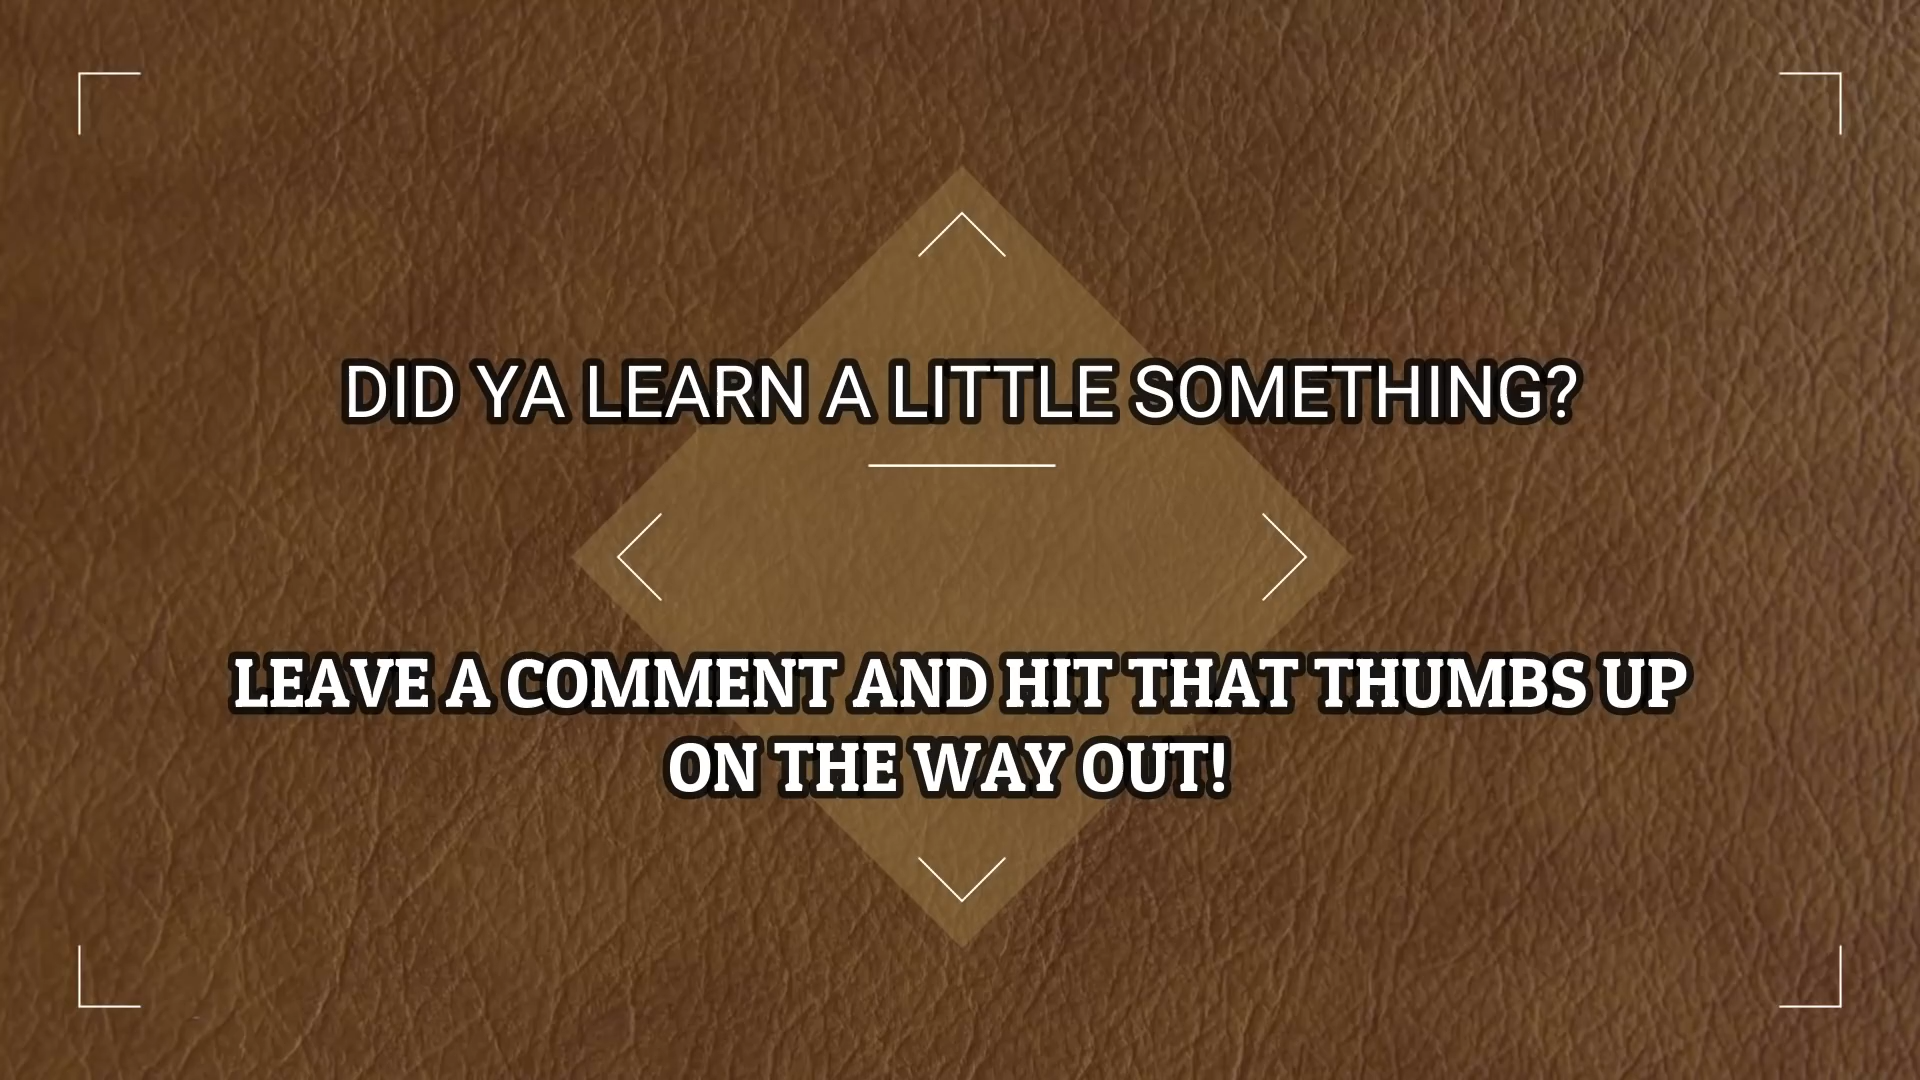 DID YA LEARN A LITTLE SOMETHING?
LEAVE A COMMENT AND HIT THAT THUMBS UP
ON THE WAY OUT!